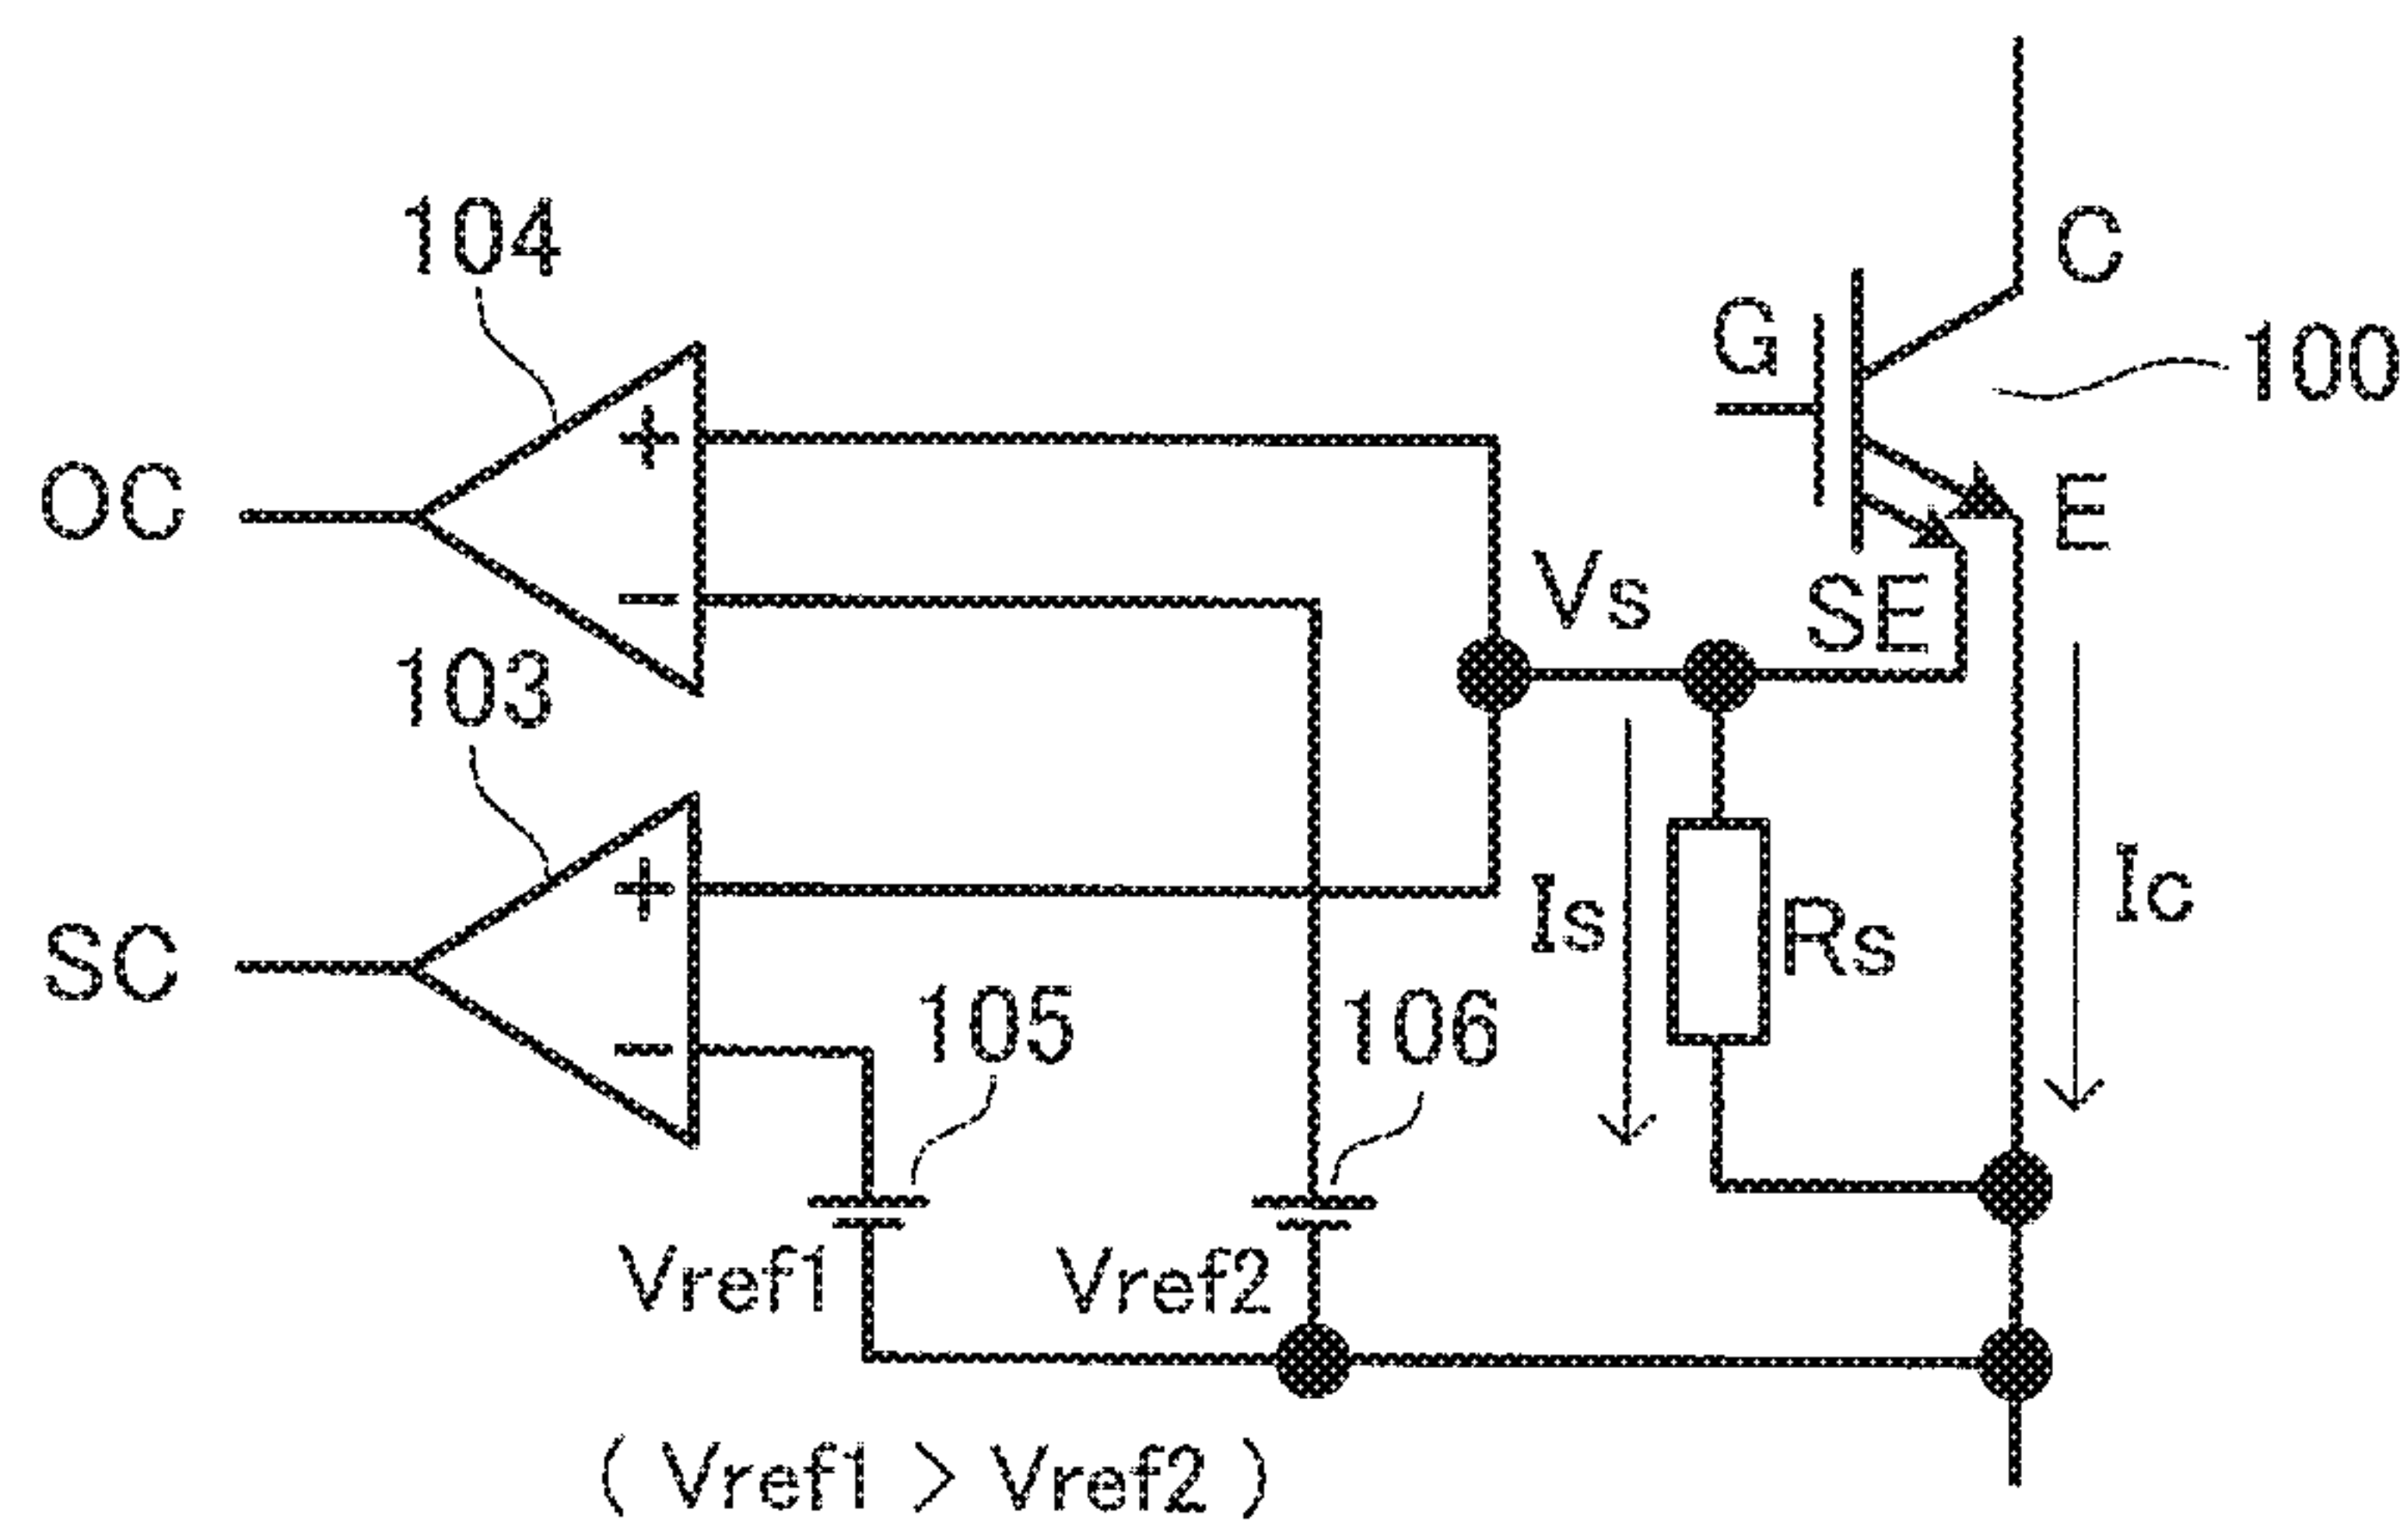 C
104
G
100
OC
+
E
−
Vs
SE
103
+
Is
Rs
Ic
SC
−
105
106
Vref1
Vref2
( Vref1 > Vref2 )